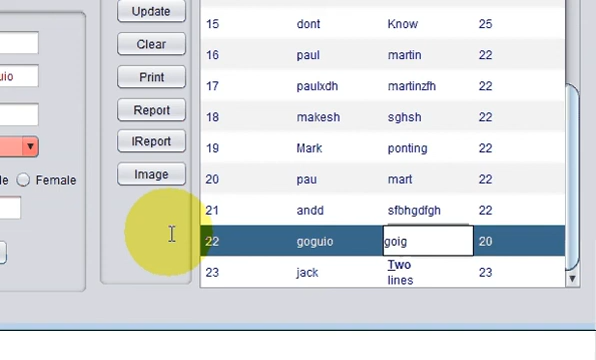 Update
Clear
Print
Report
IReport
Image
uio
le Female
15 dont Know 25
16 paul martin 22
17 paulxdh martinzfh 22
18 makesh sghsh 22
19 Mark ponting 22
20 pau mart 22
21 andd sfbhgdfgh 22
22 goguio goig 20
23 jack Two 23
lines